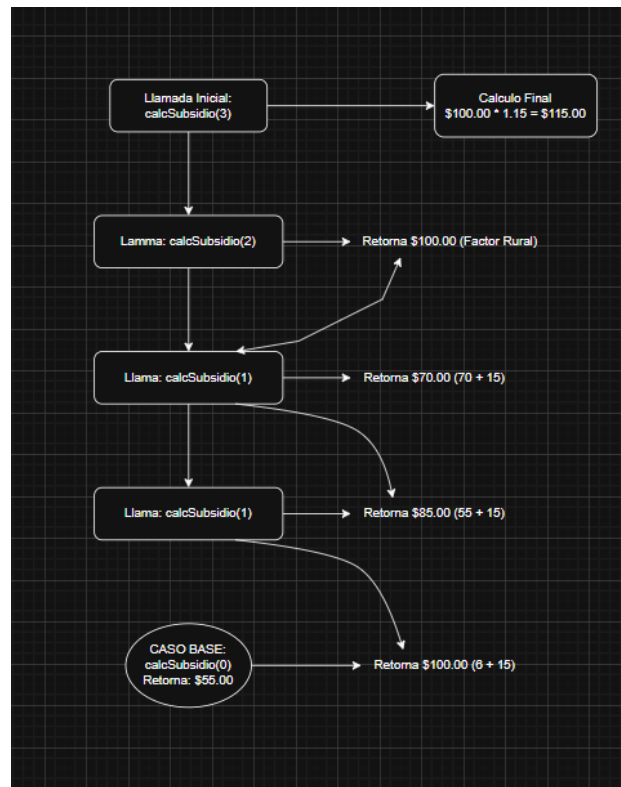 Llamada Inicial:
calcSubsidio(3)
Calculo Final
$100.00 * 1.15 = $115.00
Lamma: calcSubsidio(2)
Retorna $100.00 (Factor Rural)
Llama: calcSubsidio(1)
Retorna $70.00 (70 + 15)
Llama: calcSubsidio(1)
Retorna $85.00 (55 + 15)
CASO BASE:
calcSubsidio(0)
Retorna: $55.00
Retorna $100.00 (6 + 15)